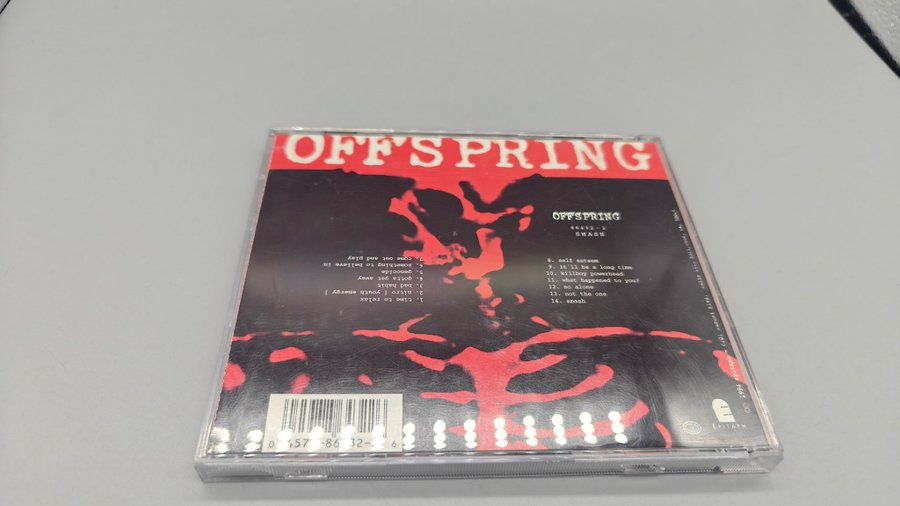 OFFSPRING
OFFSPRING
86432-2
SMASH
1. time to relax
2. nitro [ youth energy ]
3. bad habit
4. gotta get away
5. genocide
6. something to believe in
7. come out and play
8. self esteem
9. it'll be a long time
10. killboy powerhead
11. what happened to you?
12. so alone
13. not the one
14. smash
EPITAPH